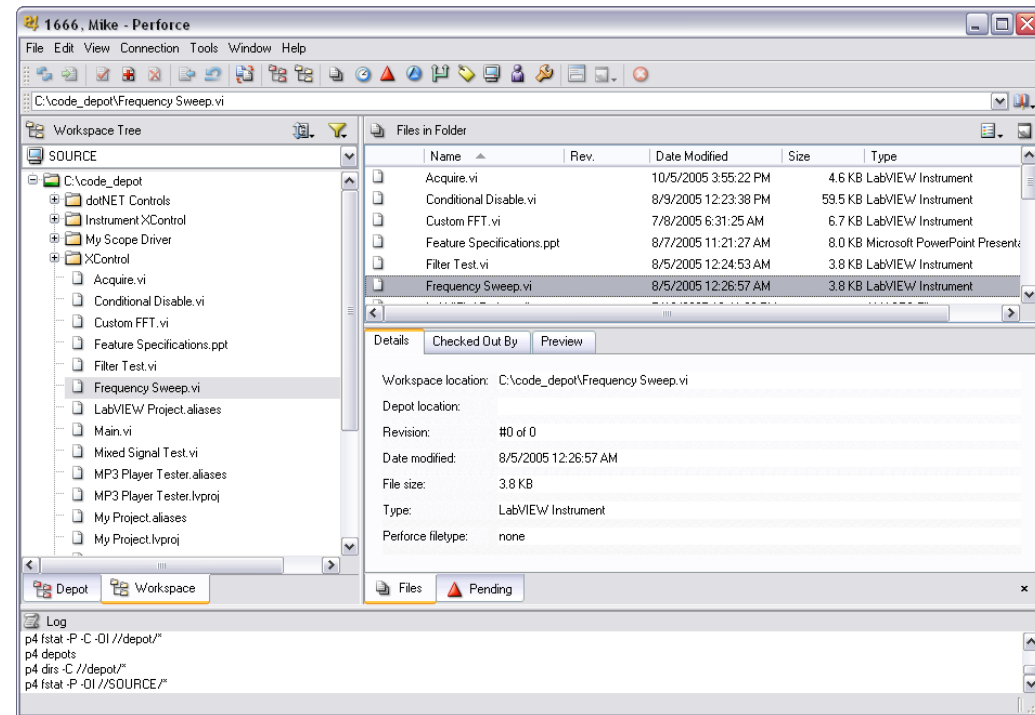 1666, Mike - Perforce
File Edit View Connection Tools Window Help
C:\code_depot\Frequency Sweep.vi
Workspace Tree
SOURCE
C:\code_depot
dotNET Controls
Instrument XControl
My Scope Driver
XControl
Acquire.vi
Conditional Disable.vi
Custom FFT.vi
Feature Specifications.ppt
Filter Test.vi
Frequency Sweep.vi
LabVIEW Project.aliases
Main.vi
Mixed Signal Test.vi
MP3 Player Tester.aliases
MP3 Player Tester.lvproj
My Project.aliases
My Project.lvproj
Depot Workspace
Files in Folder
Name Rev. Date Modified Size Type
Acquire.vi 10/5/2005 3:55:22 PM 4.6 KB LabVIEW Instrument
Conditional Disable.vi 8/9/2005 12:23:38 PM 59.5 KB LabVIEW Instrument
Custom FFT.vi 7/8/2005 6:31:25 AM 6.7 KB LabVIEW Instrument
Feature Specifications.ppt 8/7/2005 11:21:27 AM 8.0 KB Microsoft PowerPoint Presenta
Filter Test.vi 8/5/2005 12:24:53 AM 3.8 KB LabVIEW Instrument
Frequency Sweep.vi 8/5/2005 12:26:57 AM 3.8 KB LabVIEW Instrument
Details Checked Out By Preview
Workspace location: C:\code_depot\Frequency Sweep.vi
Depot location:
Revision: #0 of 0
Date modified: 8/5/2005 12:26:57 AM
File size: 3.8 KB
Type: LabVIEW Instrument
Perforce filetype: none
Files Pending
Log
p4 fstat -P -C -Ol //depot/*
p4 depots
p4 dirs -C //depot/*
p4 fstat -P -Ol //SOURCE/*